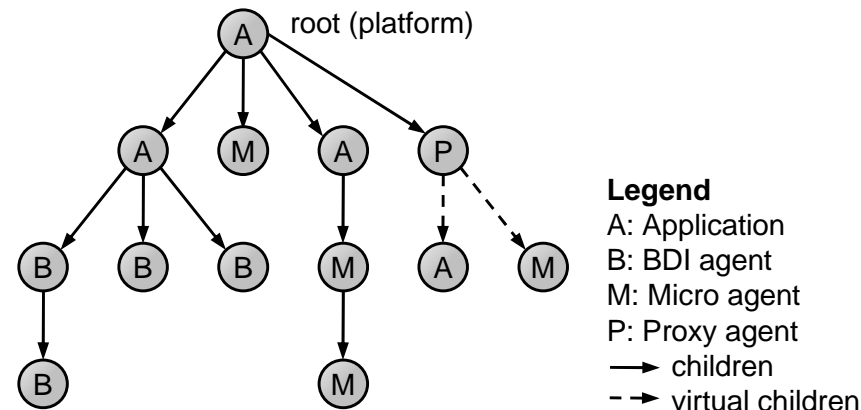 A root (platform)
A M A P
B B B M A M
B M
Legend
A: Application
B: BDI agent
M: Micro agent
P: Proxy agent
children
virtual children